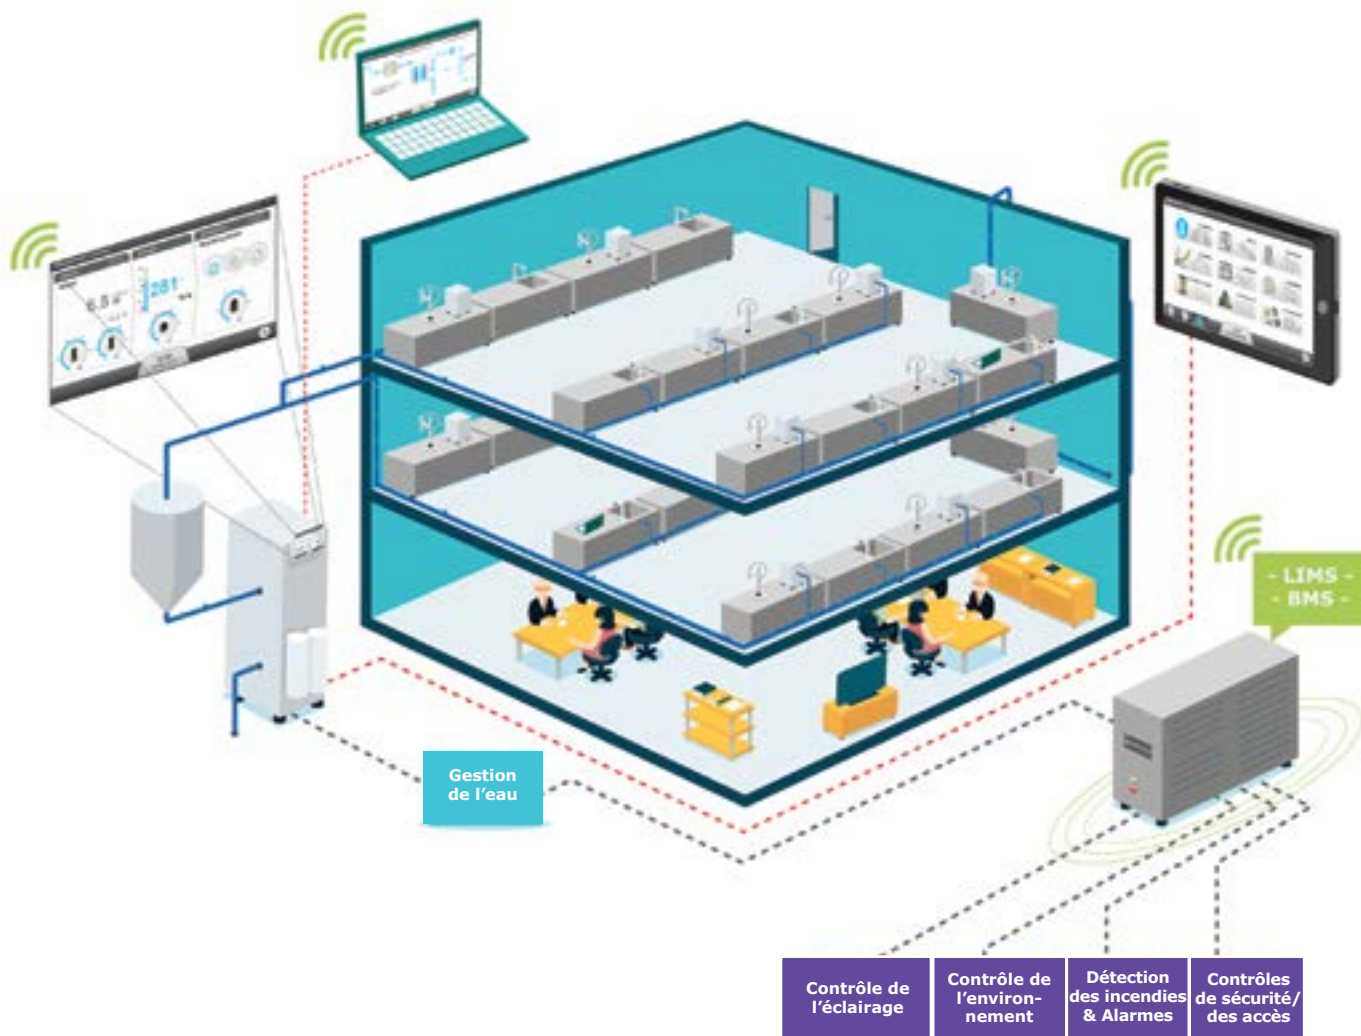 - LIMS -
- BMS -
Gestion
de l’eau
Contrôle de
l’éclairage
Contrôle de
l’environ-
nement
Détection
des incendies
& Alarmes
Contrôles
de sécurité/
des accès